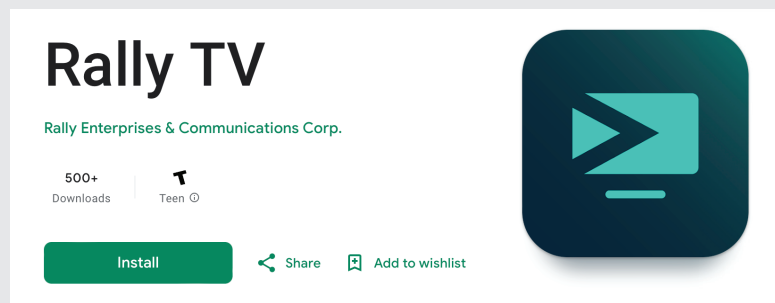 Rally TV
Rally Enterprises & Communications Corp.
500+
Downloads
T
Teen
Install
Share
Add to wishlist